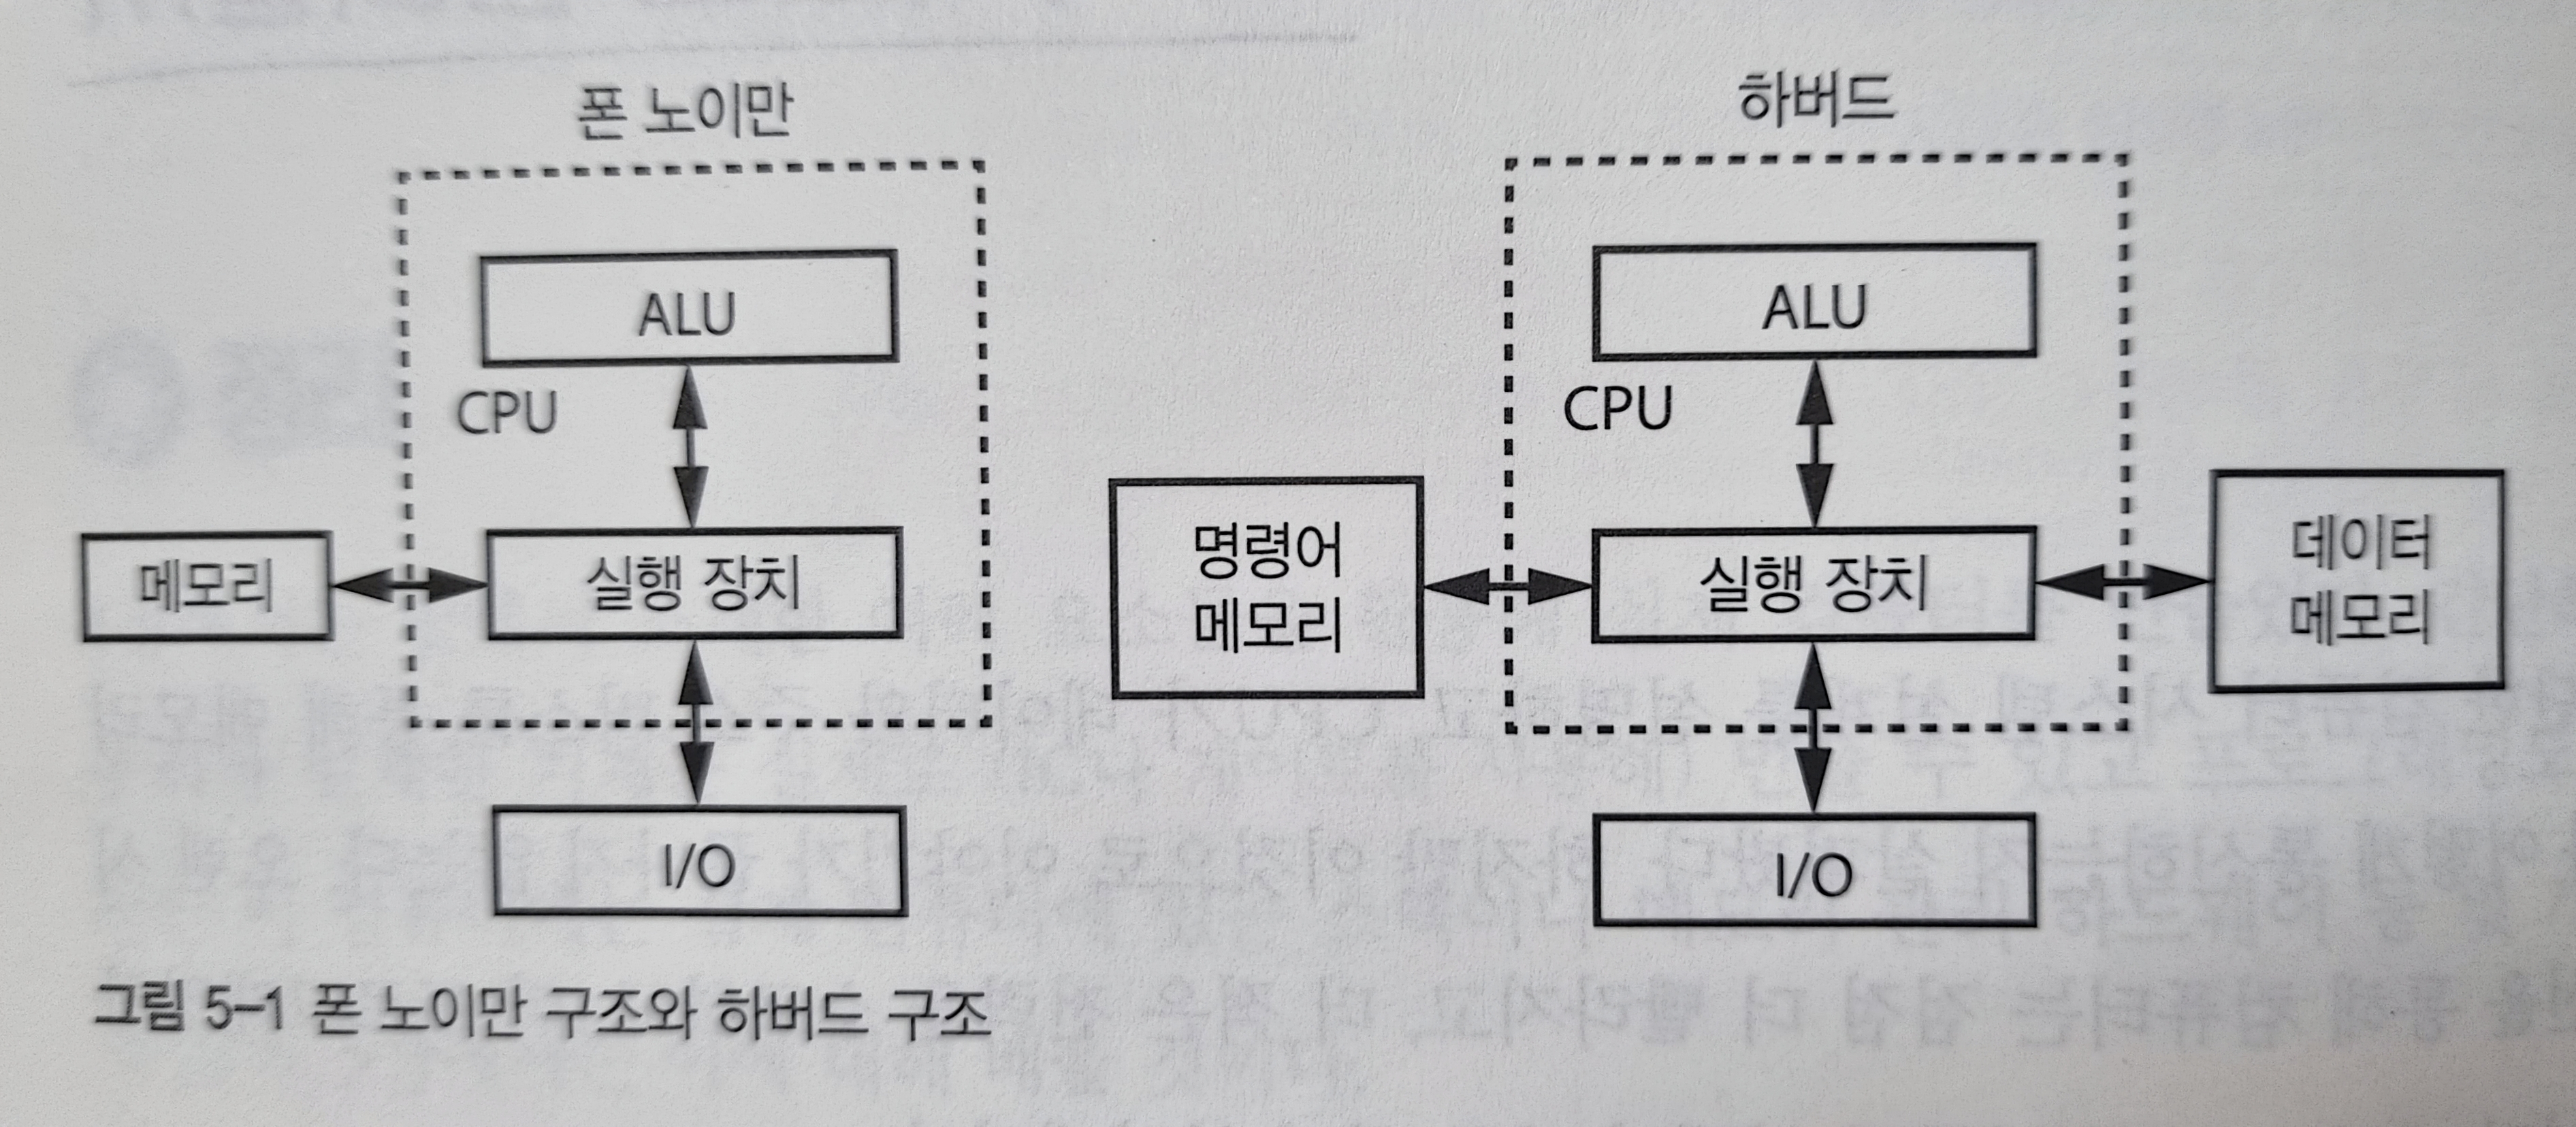 폰 노이만
ALU
CPU
메모리
실행 장치
I/O
하버드
ALU
CPU
명령어
메모리
실행 장치
데이터
메모리
I/O
그림 5-1 폰 노이만 구조와 하버드 구조